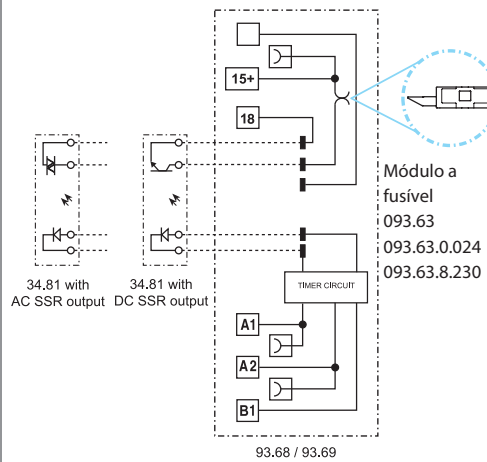 15+
18
Módulo a
fusível
093.63
093.63.0.024
093.63.8.230
34.81 with
AC SSR output
34.81 with
DC SSR output
TIMER CIRCUIT
A1
A2
B1
93.68 / 93.69